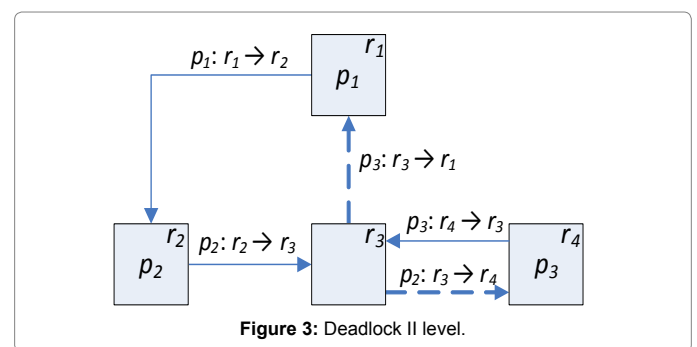 r1
p1: r1 → r2
p1
p3: r3 → r1
r2
p2: r2 → r3
r3
p3: r4 → r3
r4
p2
p2: r3 → r4
p3
Figure 3: Deadlock II level.